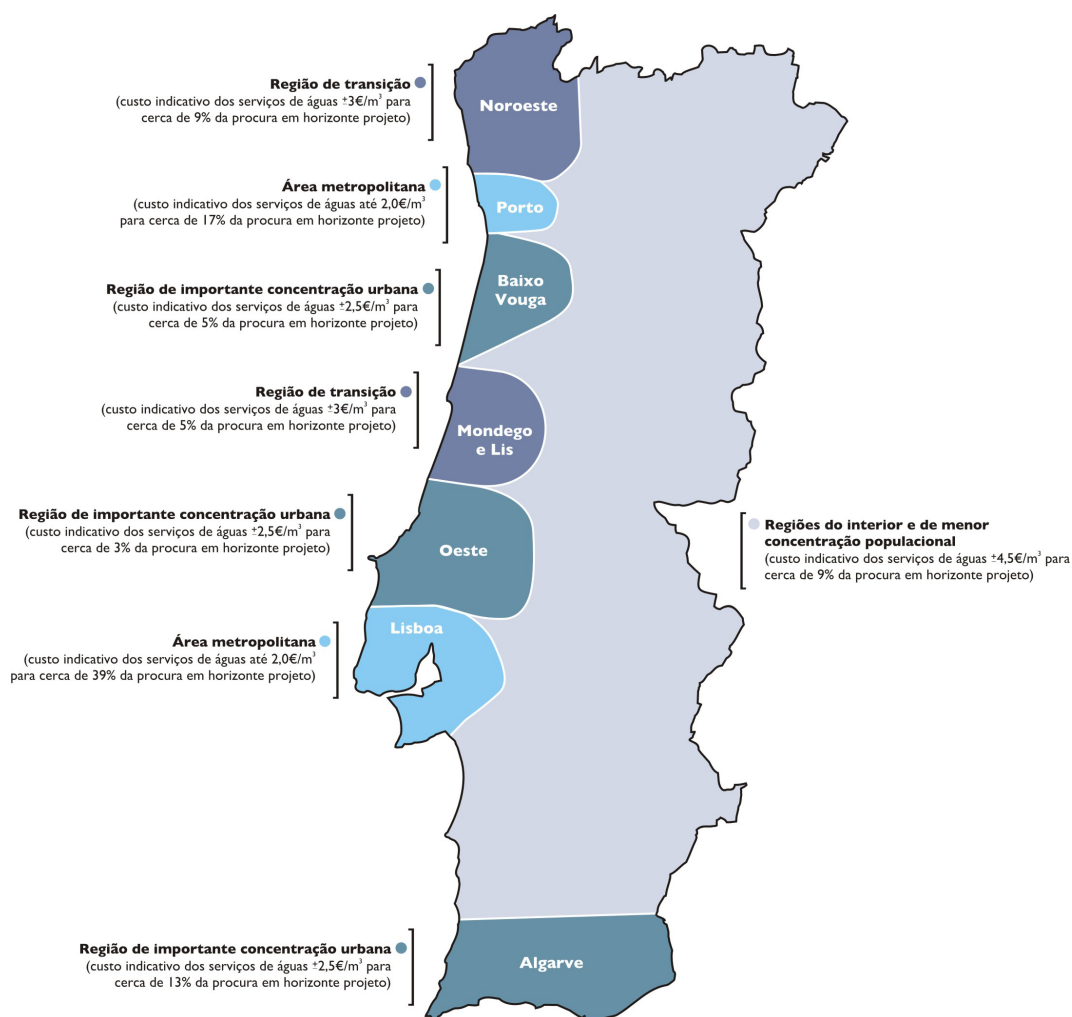 Região de transição
(custo indicativo dos serviços de águas ±3€/m³ para
cerca de 9% da procura em horizonte projeto)
Noroeste
Área metropolitana
(custo indicativo dos serviços de águas até 2,0€/m³
para cerca de 17% da procura em horizonte projeto)
Porto
Região de importante concentração urbana
(custo indicativo dos serviços de águas ±2,5€/m³ para
cerca de 5% da procura em horizonte projeto)
Baixo
Vouga
Região de transição
(custo indicativo dos serviços de águas ±3€/m³ para
cerca de 5% da procura em horizonte projeto)
Mondego
e Lis
Região de importante concentração urbana
(custo indicativo dos serviços de águas ±2,5€/m³ para
cerca de 3% da procura em horizonte projeto)
Oeste
Regiões do interior e de menor
concentração populacional
(custo indicativo dos serviços de águas ±4,5€/m³ para
cerca de 9% da procura em horizonte projeto)
Área metropolitana
(custo indicativo dos serviços de águas até 2,0€/m³
para cerca de 39% da procura em horizonte projeto)
Lisboa
Região de importante concentração urbana
(custo indicativo dos serviços de águas ±2,5€/m³ para
cerca de 13% da procura em horizonte projeto)
Algarve